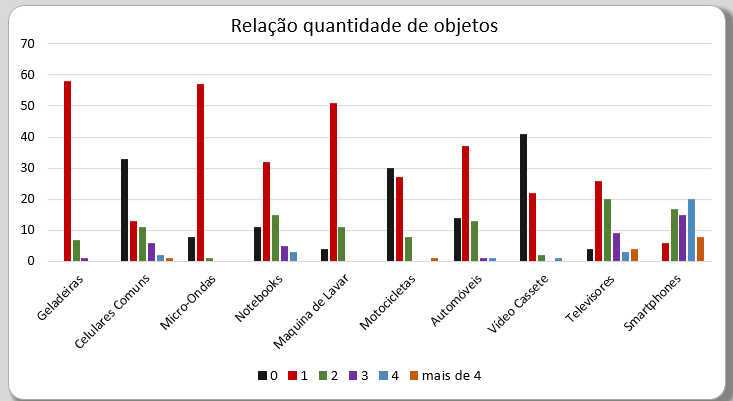 Relação quantidade de objetos
70
60
50
40
30
20
10
0
Geladeiras
Celulares Comuns
Micro-Ondas
Notebooks
Maquina de Lavar
Motocicletas
Automóveis
Vídeo Cassete
Televisores
Smartphones
0 1 2 3 4 mais de 4